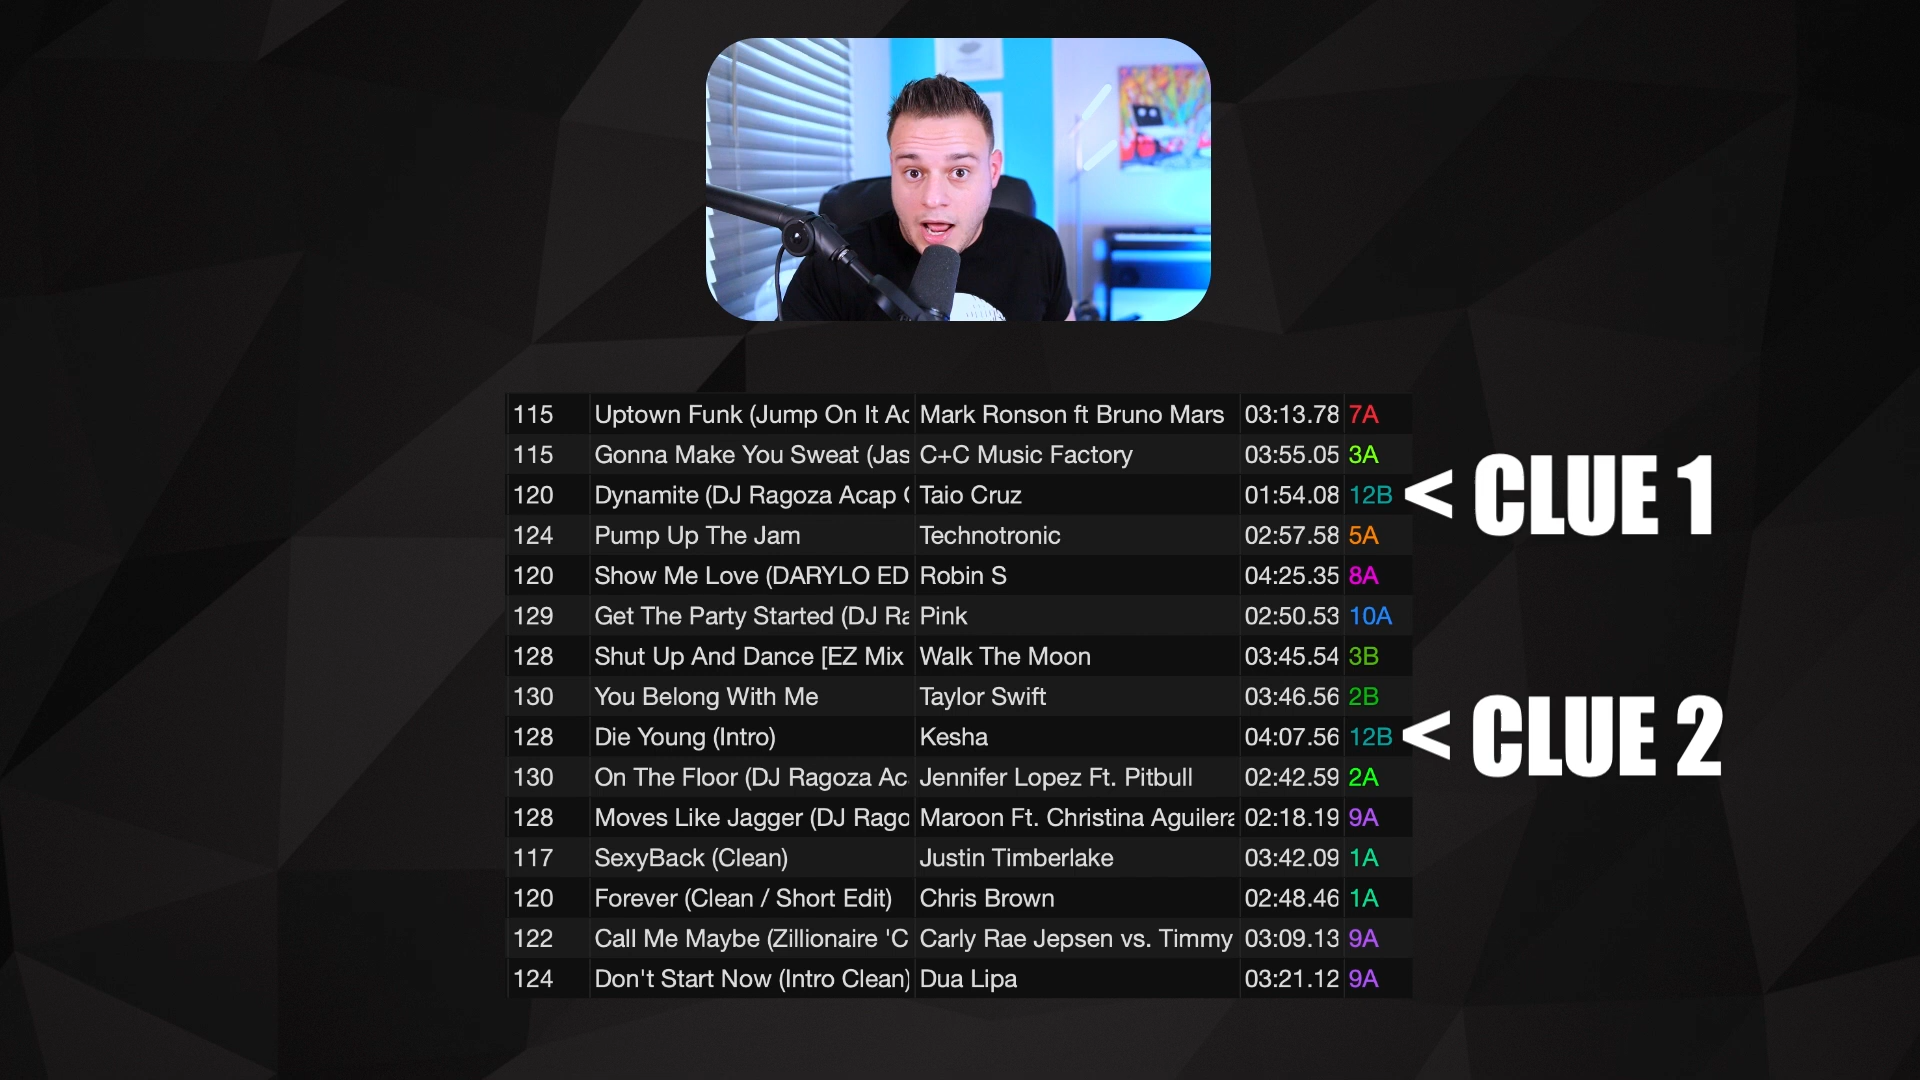 115 Uptown Funk (Jump On It Ac Mark Ronson ft Bruno Mars 03:13.78 7A
115 Gonna Make You Sweat (Jas C+C Music Factory 03:55.05 3A
120 Dynamite (DJ Ragoza Acap Taio Cruz 01:54.08 12B < CLUE 1
124 Pump Up The Jam Technotronic 02:57.58 5A
120 Show Me Love (DARYLO ED Robin S 04:25.35 8A
129 Get The Party Started (DJ Ra Pink 02:50.53 10A
128 Shut Up And Dance [EZ Mix Walk The Moon 03:45.54 3B
130 You Belong With Me Taylor Swift 03:46.56 2B
128 Die Young (Intro) Kesha 04:07.56 12B < CLUE 2
130 On The Floor (DJ Ragoza Ac Jennifer Lopez Ft. Pitbull 02:42.59 2A
128 Moves Like Jagger (DJ Rago Maroon Ft. Christina Aguilera 02:18.19 9A
117 SexyBack (Clean) Justin Timberlake 03:42.09 1A
120 Forever (Clean / Short Edit) Chris Brown 02:48.46 1A
122 Call Me Maybe (Zillionaire 'C Carly Rae Jepsen vs. Timmy 03:09.13 9A
124 Don't Start Now (Intro Clean) Dua Lipa 03:21.12 9A